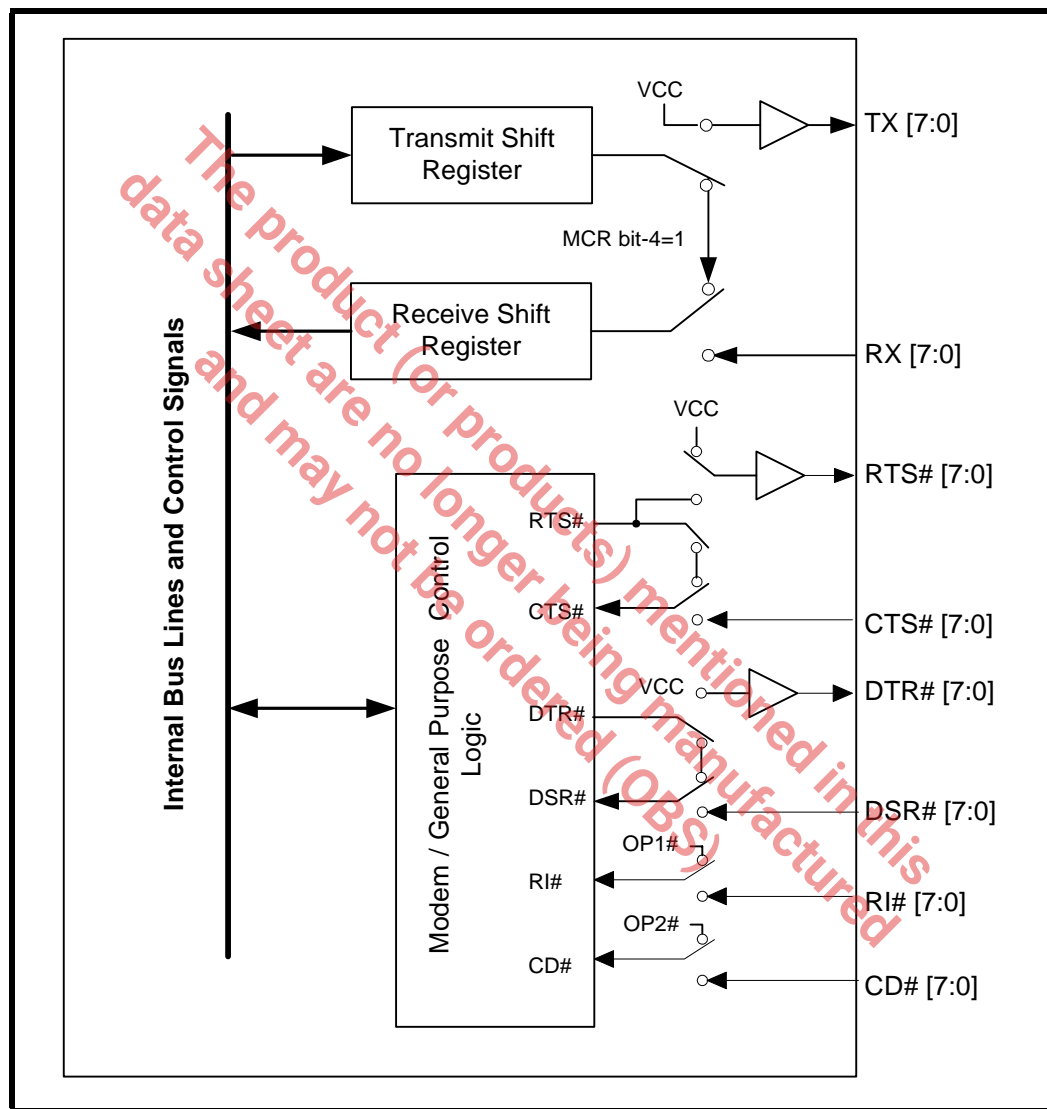 VCC
TX [7:0]
Transmit Shift
Register
MCR bit-4=1
Receive Shift
Register
RX [7:0]
Internal Bus Lines and Control Signals
VCC
RTS# [7:0]
RTS#
CTS#
CTS# [7:0]
Modem / General Purpose Control
Logic
VCC
DTR# [7:0]
DTR#
DSR#
DSR# [7:0]
OP1#
RI#
RI# [7:0]
OP2#
CD#
CD# [7:0]
The product (or products) mentioned in this
data sheet are no longer being manufactured
and may not be ordered (OBS)